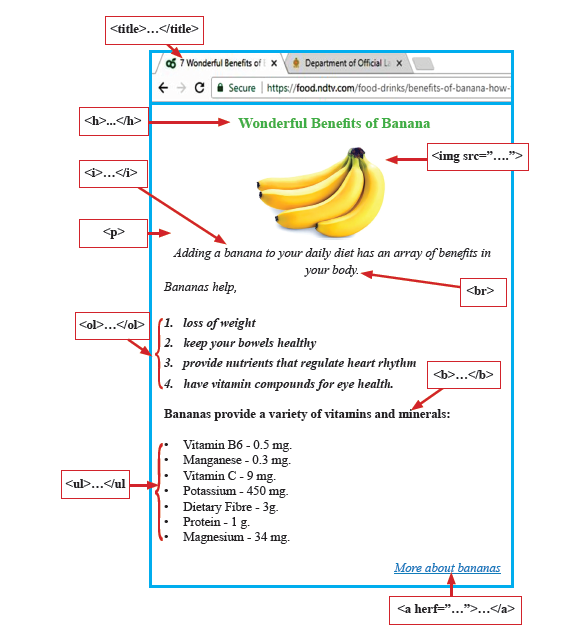 <title>...</title>
7 Wonderful Benefits of
Department of Official L
Secure | https://food.ndtv.com/food-drinks/benefits-of-banana-how-
<h>...</h>
Wonderful Benefits of Banana
<img src=”....”>
<i>...</i>
<p>
Adding a banana to your daily diet has an array of benefits in
your body.
<br>
Bananas help,
<ol>...</ol>
1. loss of weight
2. keep your bowels healthy
3. provide nutrients that regulate heart rhythm
4. have vitamin compounds for eye health.
<b>...</b>
Bananas provide a variety of vitamins and minerals:
<ul>...</ul
• Vitamin B6 - 0.5 mg.
• Manganese - 0.3 mg.
• Vitamin C - 9 mg.
• Potassium - 450 mg.
• Dietary Fibre - 3g.
• Protein - 1 g.
• Magnesium - 34 mg.
More about bananas
<a herf=”...”>...</a>